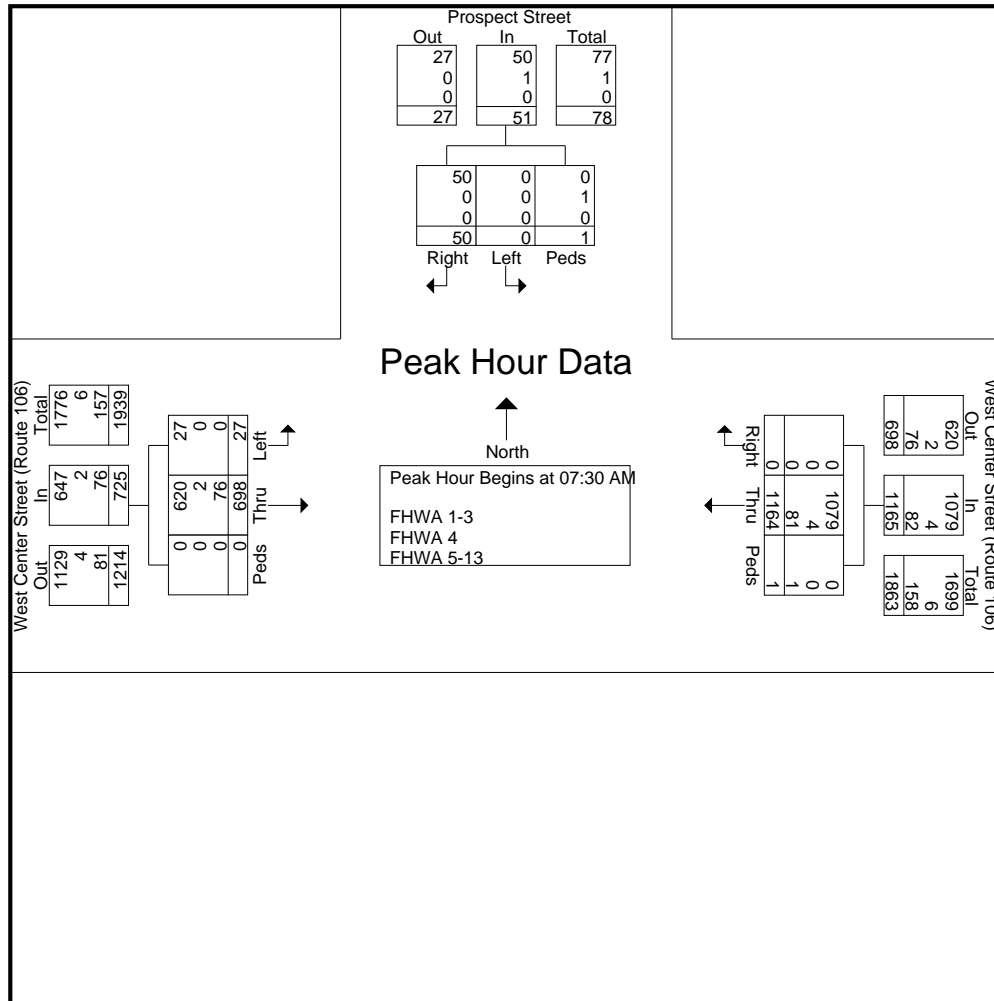 Prospect Street
Out In Total
27 50 77
0 1 1
0 0 0
27 51 78
50 0 0
0 0 1
0 0 0
50 0 1
Right Left Peds
Peak Hour Data
North
Peak Hour Begins at 07:30 AM
FHWA 1-3
FHWA 4
FHWA 5-13
West Center Street (Route 106)
Out In Total
1129 647 1776
4 2 6
81 76 157
1214 725 1939
Left Thru Peds
27 620 0
0 2 0
0 76 0
27 698 0
West Center Street (Route 106)
Out In Total
620 1079 1699
2 4 6
76 82 158
698 1165 1863
0 1079 0
0 4 0
0 81 1
0 1164 1
Right Thru Peds